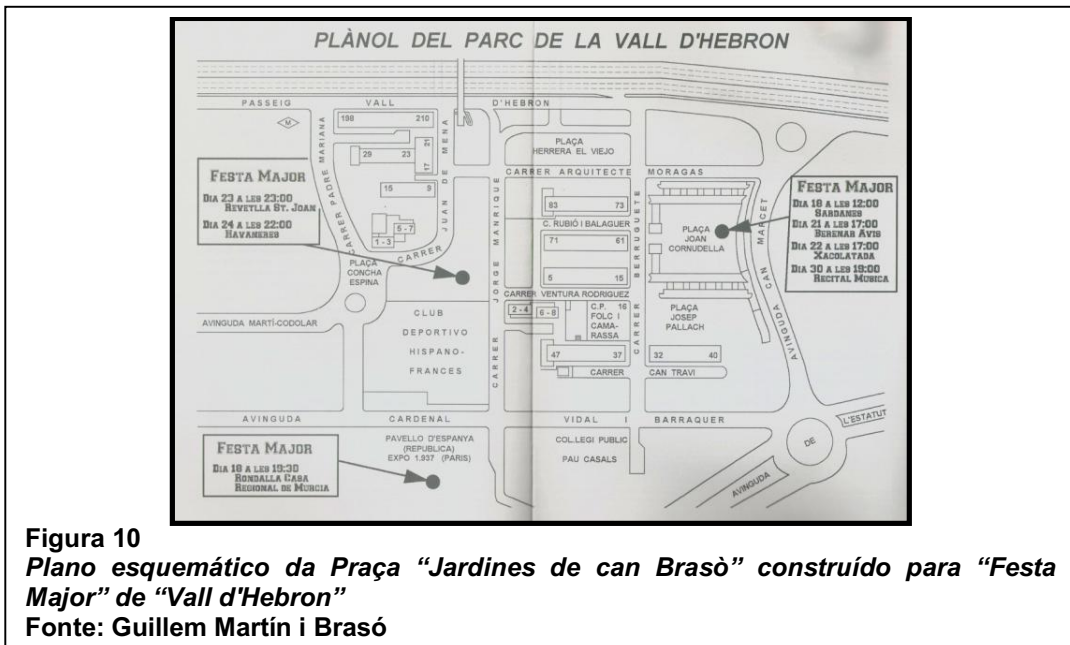 PLÀNOL DEL PARC DE LA VALL D'HEBRON
PASSEIG VALL D'HEBRON
M
198 210
29 23
21
17
15 9
5-7
1-3
CARRER PADRE MARIANA
CARRER JUAN DE MENA
PLAÇA
CONCHA
ESPINA
AVINGUDA MARTÍ-CODOLAR
FESTA MAJOR
DIA 23 A LES 23:00
REVETLLA ST. JOAN
DIA 24 A LES 22:00
HAVANERES
CLUB
DEPORTIVO
HISPANO-
FRANCES
CARRER JORGE MANRIQUE
PLAÇA
HERRERA EL VIEJO
CARRER ARQUITECTE MORAGAS
83 73
C. RUBIÓ I BALAGUER
71 61
5 15
CARRER VENTURA RODRIGUEZ
2-4 6-8
C.P. 16
FOLC I
CAMA-
RASSA
47 37
32 40
CARRER CAN TRAVI
CARRER BERRUGUETE
PLAÇA
JOAN
CORNUDELLA
PLAÇA
JOSEP
PALLACH
AVINGUDA CAN MARCET
FESTA MAJOR
DIA 18 A LES 12:00
SARDANES
DIA 21 A LES 17:00
BERENAR AVIS
DIA 22 A LES 17:00
XACOLATADA
DIA 30 A LES 19:00
RECITAL MUSICA
AVINGUDA CARDENAL VIDAL I BARRAQUER
FESTA MAJOR
DIA 18 A LES 19:30
RONDALLA CASA
REGIONAL DE MURCIA
PAVELLO D'ESPANYA
(REPUBLICA)
EXPO 1.937 (PARIS)
COL.LEGI PUBLIC
PAU CASALS
AVINGUDA DE L'ESTATUT
Figura 10
Plano esquemático da Praça “Jardines de can Brasò” construído para “Festa
Major” de “Vall d'Hebron”
Fonte: Guillem Martín i Brasó